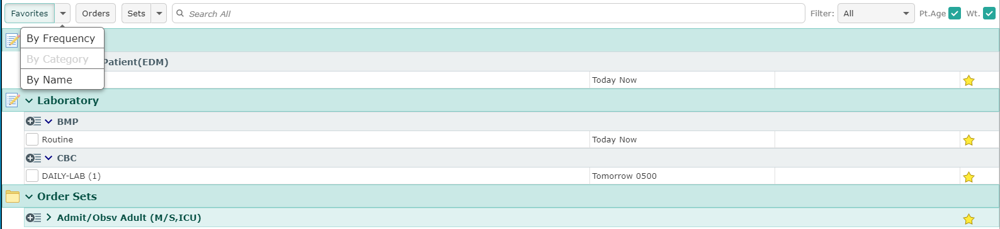 Favorites Orders Sets Search All Filter: All Pt.Age Wt.
By Frequency
By Category
Patient(EDM)
By Name Today Now
Laboratory
BMP
Routine Today Now
CBC
DAILY-LAB (1) Tomorrow 0500
Order Sets
Admit/Obsv Adult (M/S,ICU)